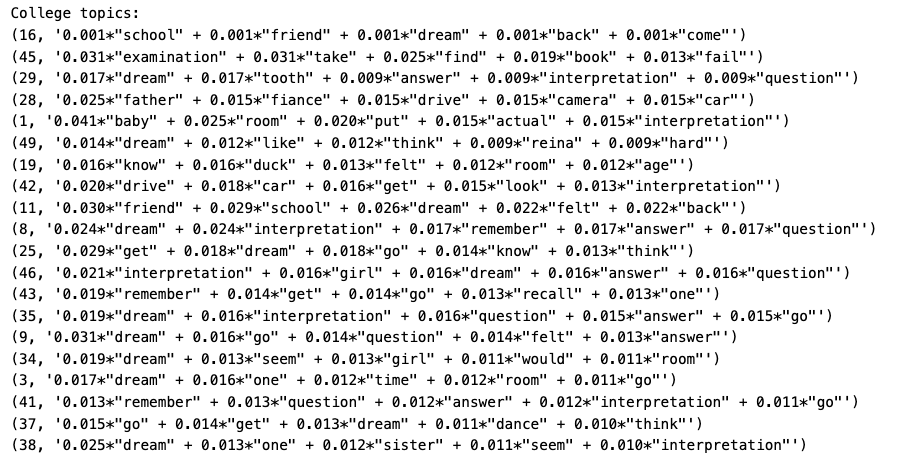 College topics:
(16, '0.001*"school" + 0.001*"friend" + 0.001*"dream" + 0.001*"back" + 0.001*"come"')
(45, '0.031*"examination" + 0.031*"take" + 0.025*"find" + 0.019*"book" + 0.013*"fail"')
(29, '0.017*"dream" + 0.017*"tooth" + 0.009*"answer" + 0.009*"interpretation" + 0.009*"question"')
(28, '0.025*"father" + 0.015*"fiance" + 0.015*"drive" + 0.015*"camera" + 0.015*"car"')
(1, '0.041*"baby" + 0.025*"room" + 0.020*"put" + 0.015*"actual" + 0.015*"interpretation"')
(49, '0.014*"dream" + 0.012*"like" + 0.012*"think" + 0.009*"reina" + 0.009*"hard"')
(19, '0.016*"know" + 0.016*"duck" + 0.013*"felt" + 0.012*"room" + 0.012*"age"')
(42, '0.020*"drive" + 0.018*"car" + 0.016*"get" + 0.015*"look" + 0.013*"interpretation"')
(11, '0.030*"friend" + 0.029*"school" + 0.026*"dream" + 0.022*"felt" + 0.022*"back"')
(8, '0.024*"dream" + 0.024*"interpretation" + 0.017*"remember" + 0.017*"answer" + 0.017*"question"')
(25, '0.029*"get" + 0.018*"dream" + 0.018*"go" + 0.014*"know" + 0.013*"think"')
(46, '0.021*"interpretation" + 0.016*"girl" + 0.016*"dream" + 0.016*"answer" + 0.016*"question"')
(43, '0.019*"remember" + 0.014*"get" + 0.014*"go" + 0.013*"recall" + 0.013*"one"')
(35, '0.019*"dream" + 0.016*"interpretation" + 0.016*"question" + 0.015*"answer" + 0.015*"go"')
(9, '0.031*"dream" + 0.016*"go" + 0.014*"question" + 0.014*"felt" + 0.013*"answer"')
(34, '0.019*"dream" + 0.013*"seem" + 0.013*"girl" + 0.011*"would" + 0.011*"room"')
(3, '0.017*"dream" + 0.016*"one" + 0.012*"time" + 0.012*"room" + 0.011*"go"')
(41, '0.013*"remember" + 0.013*"question" + 0.012*"answer" + 0.012*"interpretation" + 0.011*"go"')
(37, '0.015*"go" + 0.014*"get" + 0.013*"dream" + 0.011*"dance" + 0.010*"think"')
(38, '0.025*"dream" + 0.013*"one" + 0.012*"sister" + 0.011*"seem" + 0.010*"interpretation"')